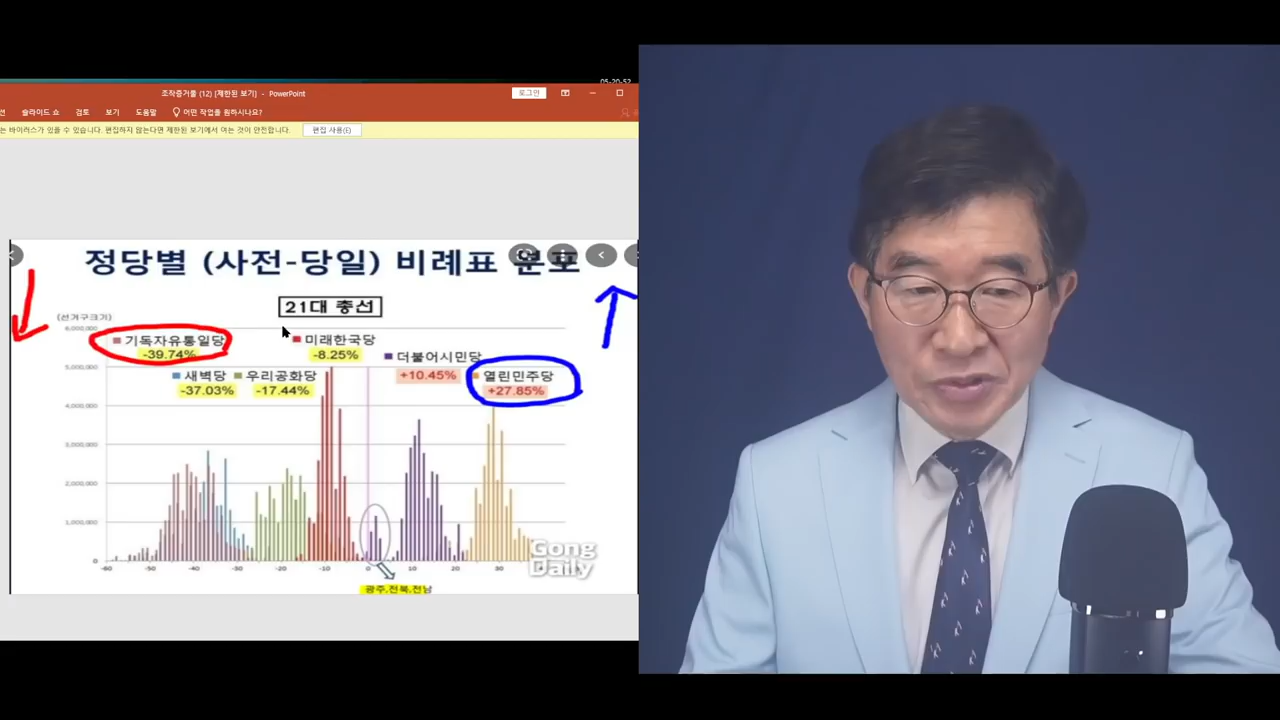 05-20-52
조작증거물 (12) [제한된 보기] - PowerPoint
로그인
션 슬라이드 쇼 검토 보기 도움말 어떤 작업을 원하시나요?
는 바이러스가 있을 수 있습니다. 편집하지 않는다면 제한된 보기에서 여는 것이 안전합니다. 편집 사용(E)
정당별 (사전-당일) 비례표 분포
21대 총선
(선거구크기)
6,000,000
기독자유통일당 미래한국당
-39.74% -8.25% 더불어시민당
5,000,000
새벽당 우리공화당 +10.45% 열린민주당
-37.03% -17.44% +27.85%
4,000,000
3,000,000
2,000,000
1,000,000
0
-60 -50 -40 -30 -20 -10 0 10 20 30
광주,전북,전남
Gong
Daily